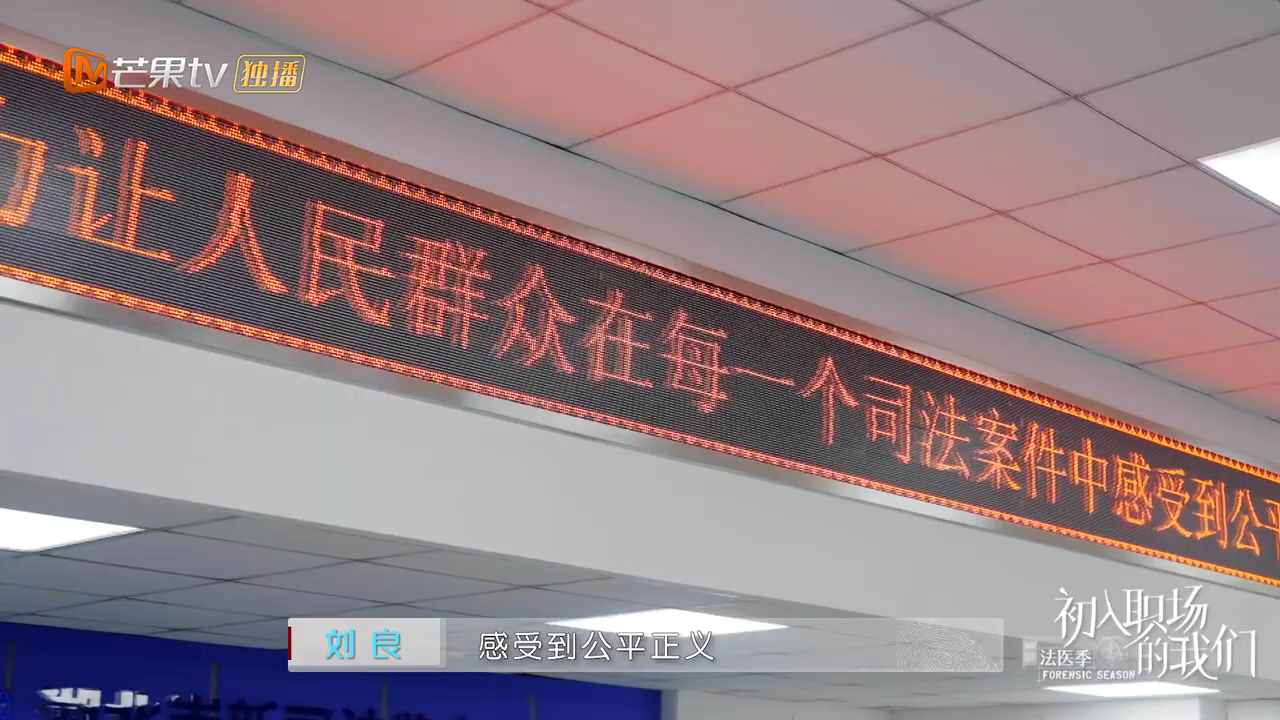 芒果tv 独播
让人民群众在每一个司法案件中感受到公平
初入职场的我们
法医季
FORENSIC SEASON
刘良 感受到公平正义